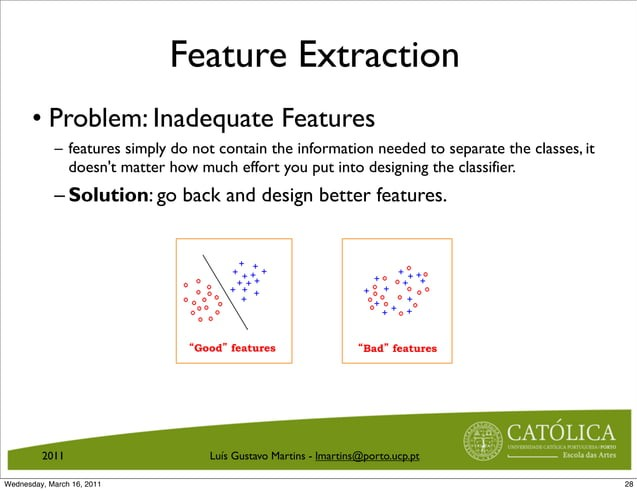 Feature Extraction
• Problem: Inadequate Features
– features simply do not contain the information needed to separate the classes, it
doesn't matter how much effort you put into designing the classifier.
– Solution: go back and design better features.
“Good” features
“Bad” features
CATÓLICA
UNIVERSIDADE CATÓLICA PORTUGUESA | PORTO
Escola das Artes
2011
Luís Gustavo Martins - lmartins@porto.ucp.pt
Wednesday, March 16, 2011
28